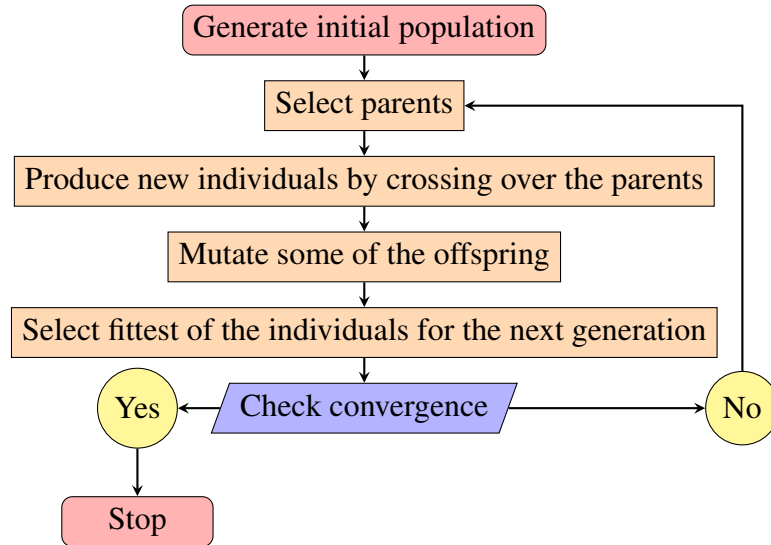 Generate initial population
Select parents
Produce new individuals by crossing over the parents
Mutate some of the offspring
Select fittest of the individuals for the next generation
Yes
Check convergence
No
Stop